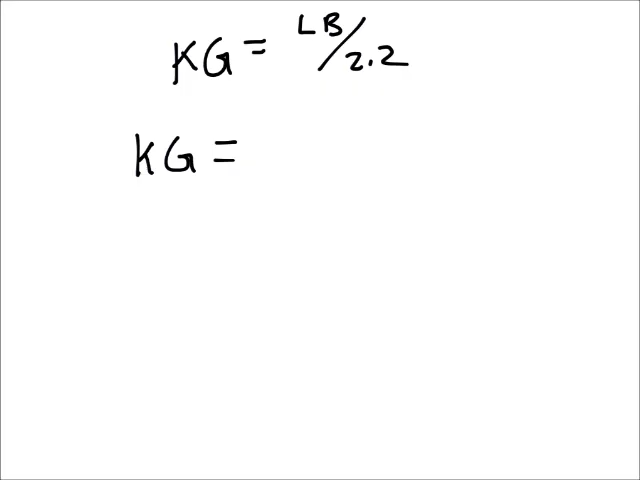 KG = LB/2.2
KG =